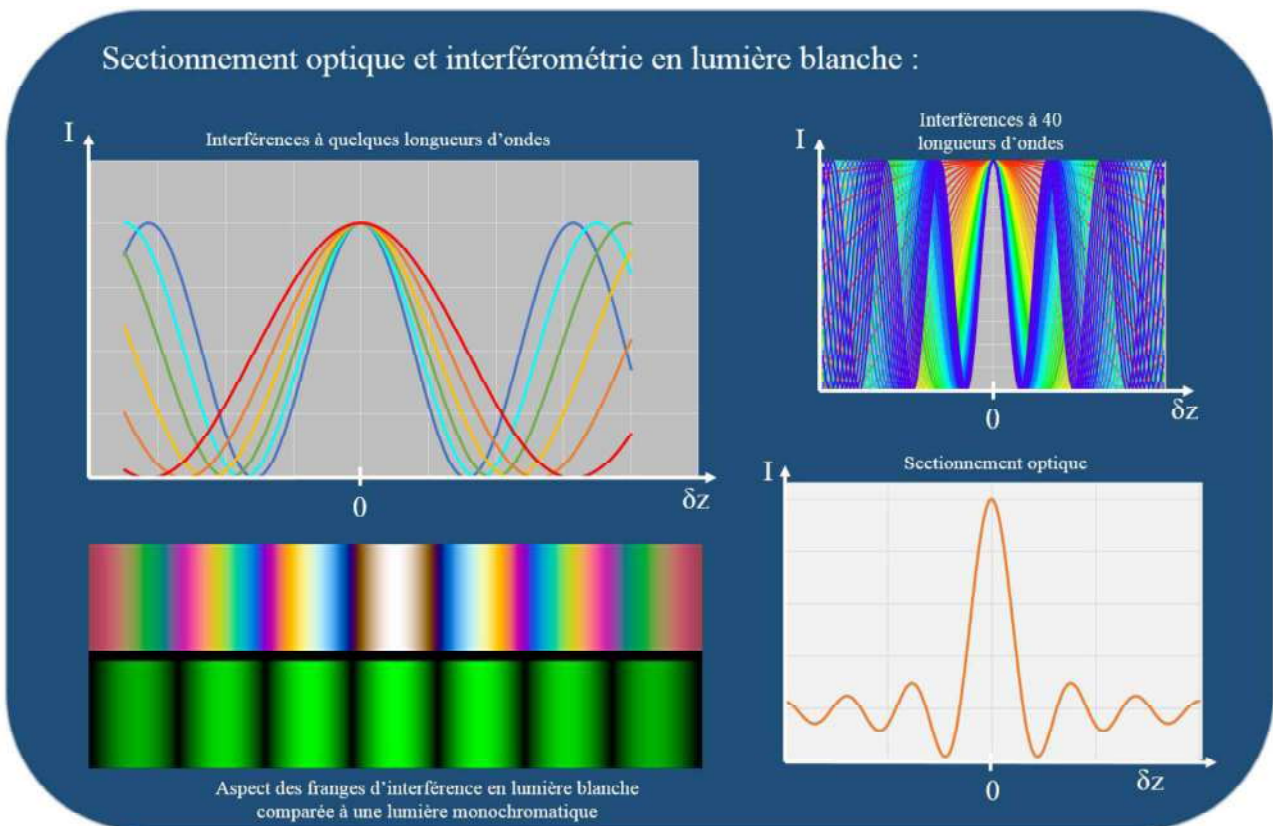 Sectionnement optique et interférométrie en lumière blanche :
I
Interférences à quelques longueurs d'ondes
0
δz
I
Interférences à 40
longueurs d'ondes
0
δz
Aspect des franges d'interférence en lumière blanche
comparée à une lumière monochromatique
I
Sectionnement optique
0
δz